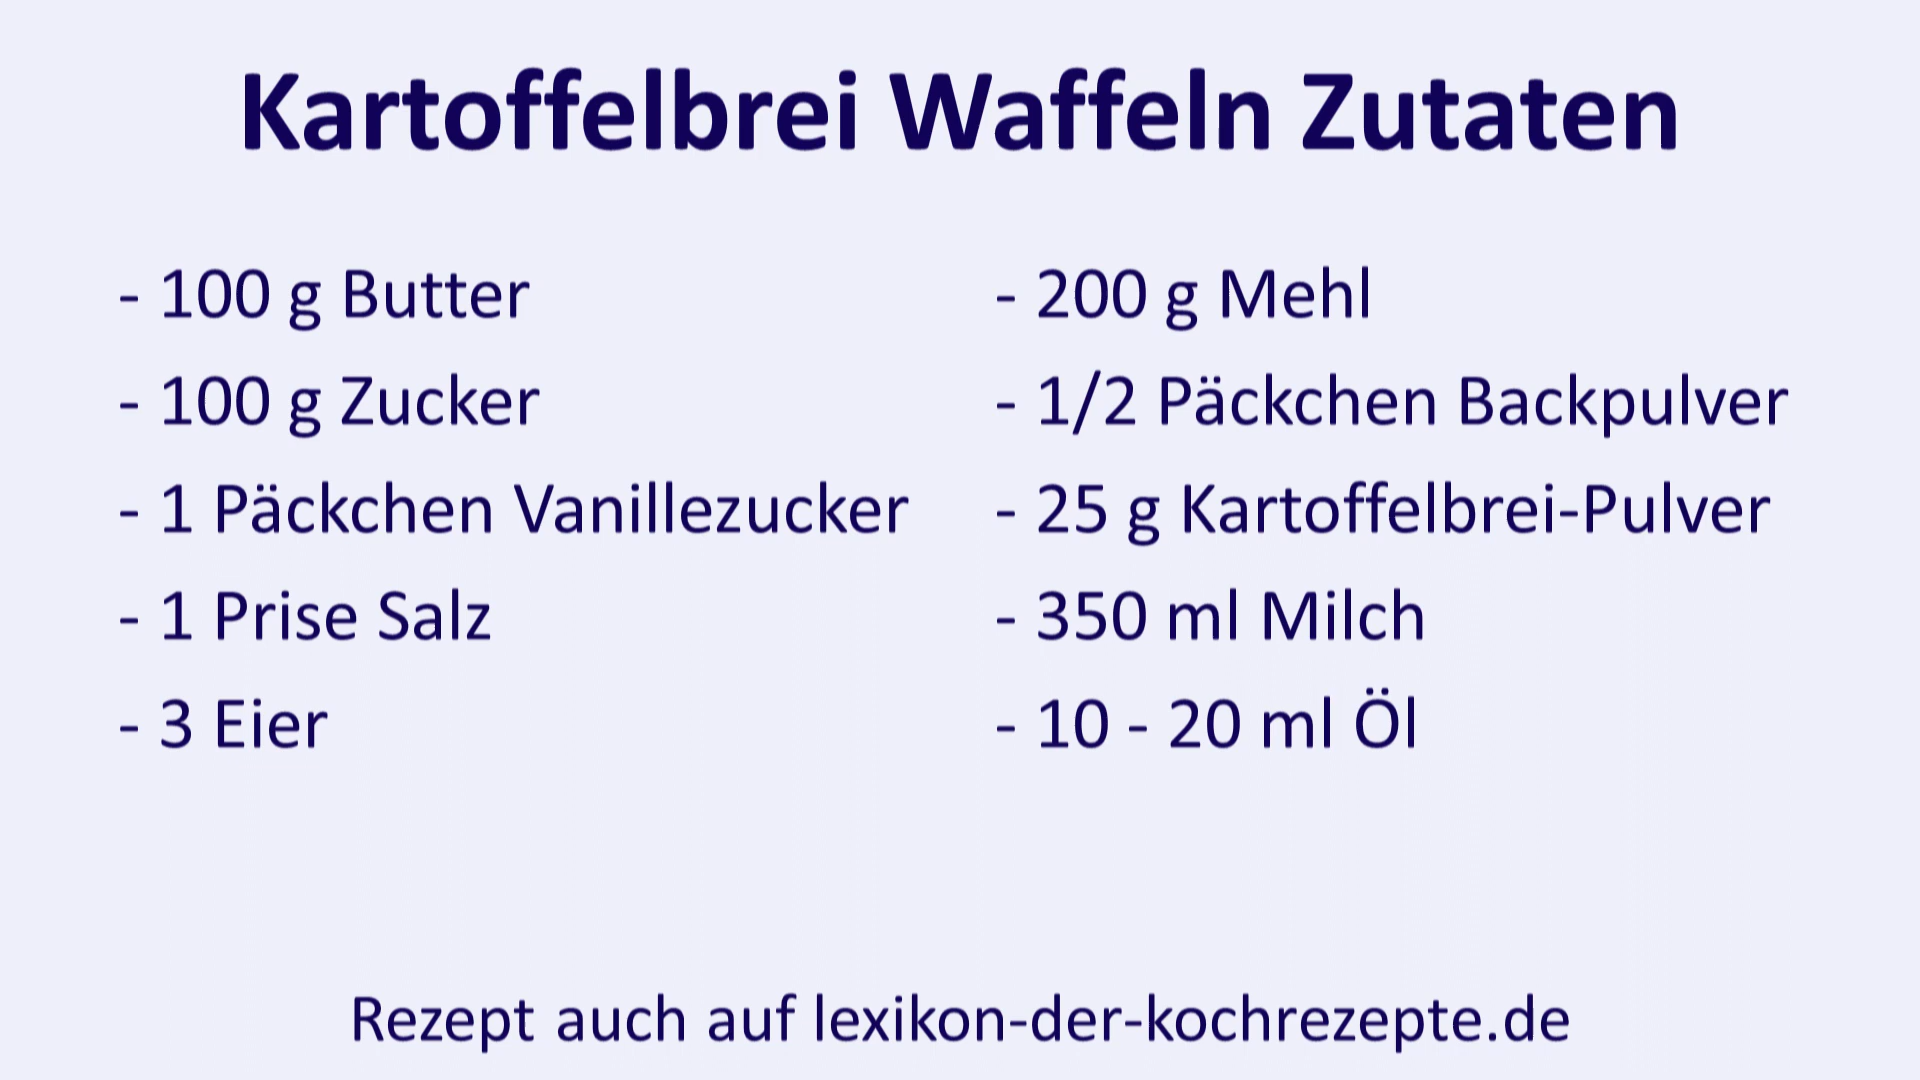 Kartoffelbrei Waffeln Zutaten
- 100 g Butter
- 100 g Zucker
- 1 Päckchen Vanillezucker
- 1 Prise Salz
- 3 Eier
- 200 g Mehl
- 1/2 Päckchen Backpulver
- 25 g Kartoffelbrei-Pulver
- 350 ml Milch
- 10 - 20 ml Öl
Rezept auch auf lexikon-der-kochrezepte.de